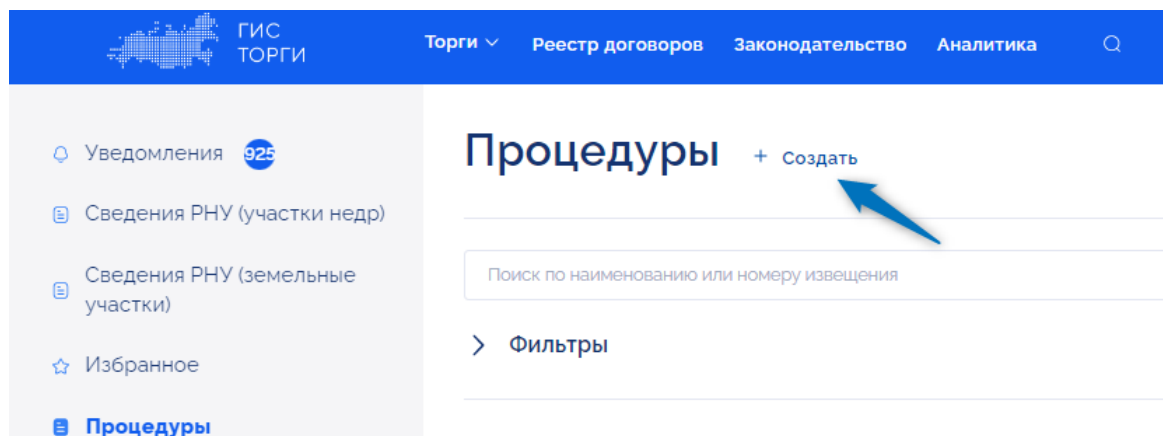 ГИС
ТОРГИ
Торги
Реестр договоров
Законодательство
Аналитика
Уведомления 925
Сведения РНУ (участки недр)
Сведения РНУ (земельные
участки)
Избранное
Процедуры
Процедуры + Создать
Поиск по наименованию или номеру извещения
Фильтры